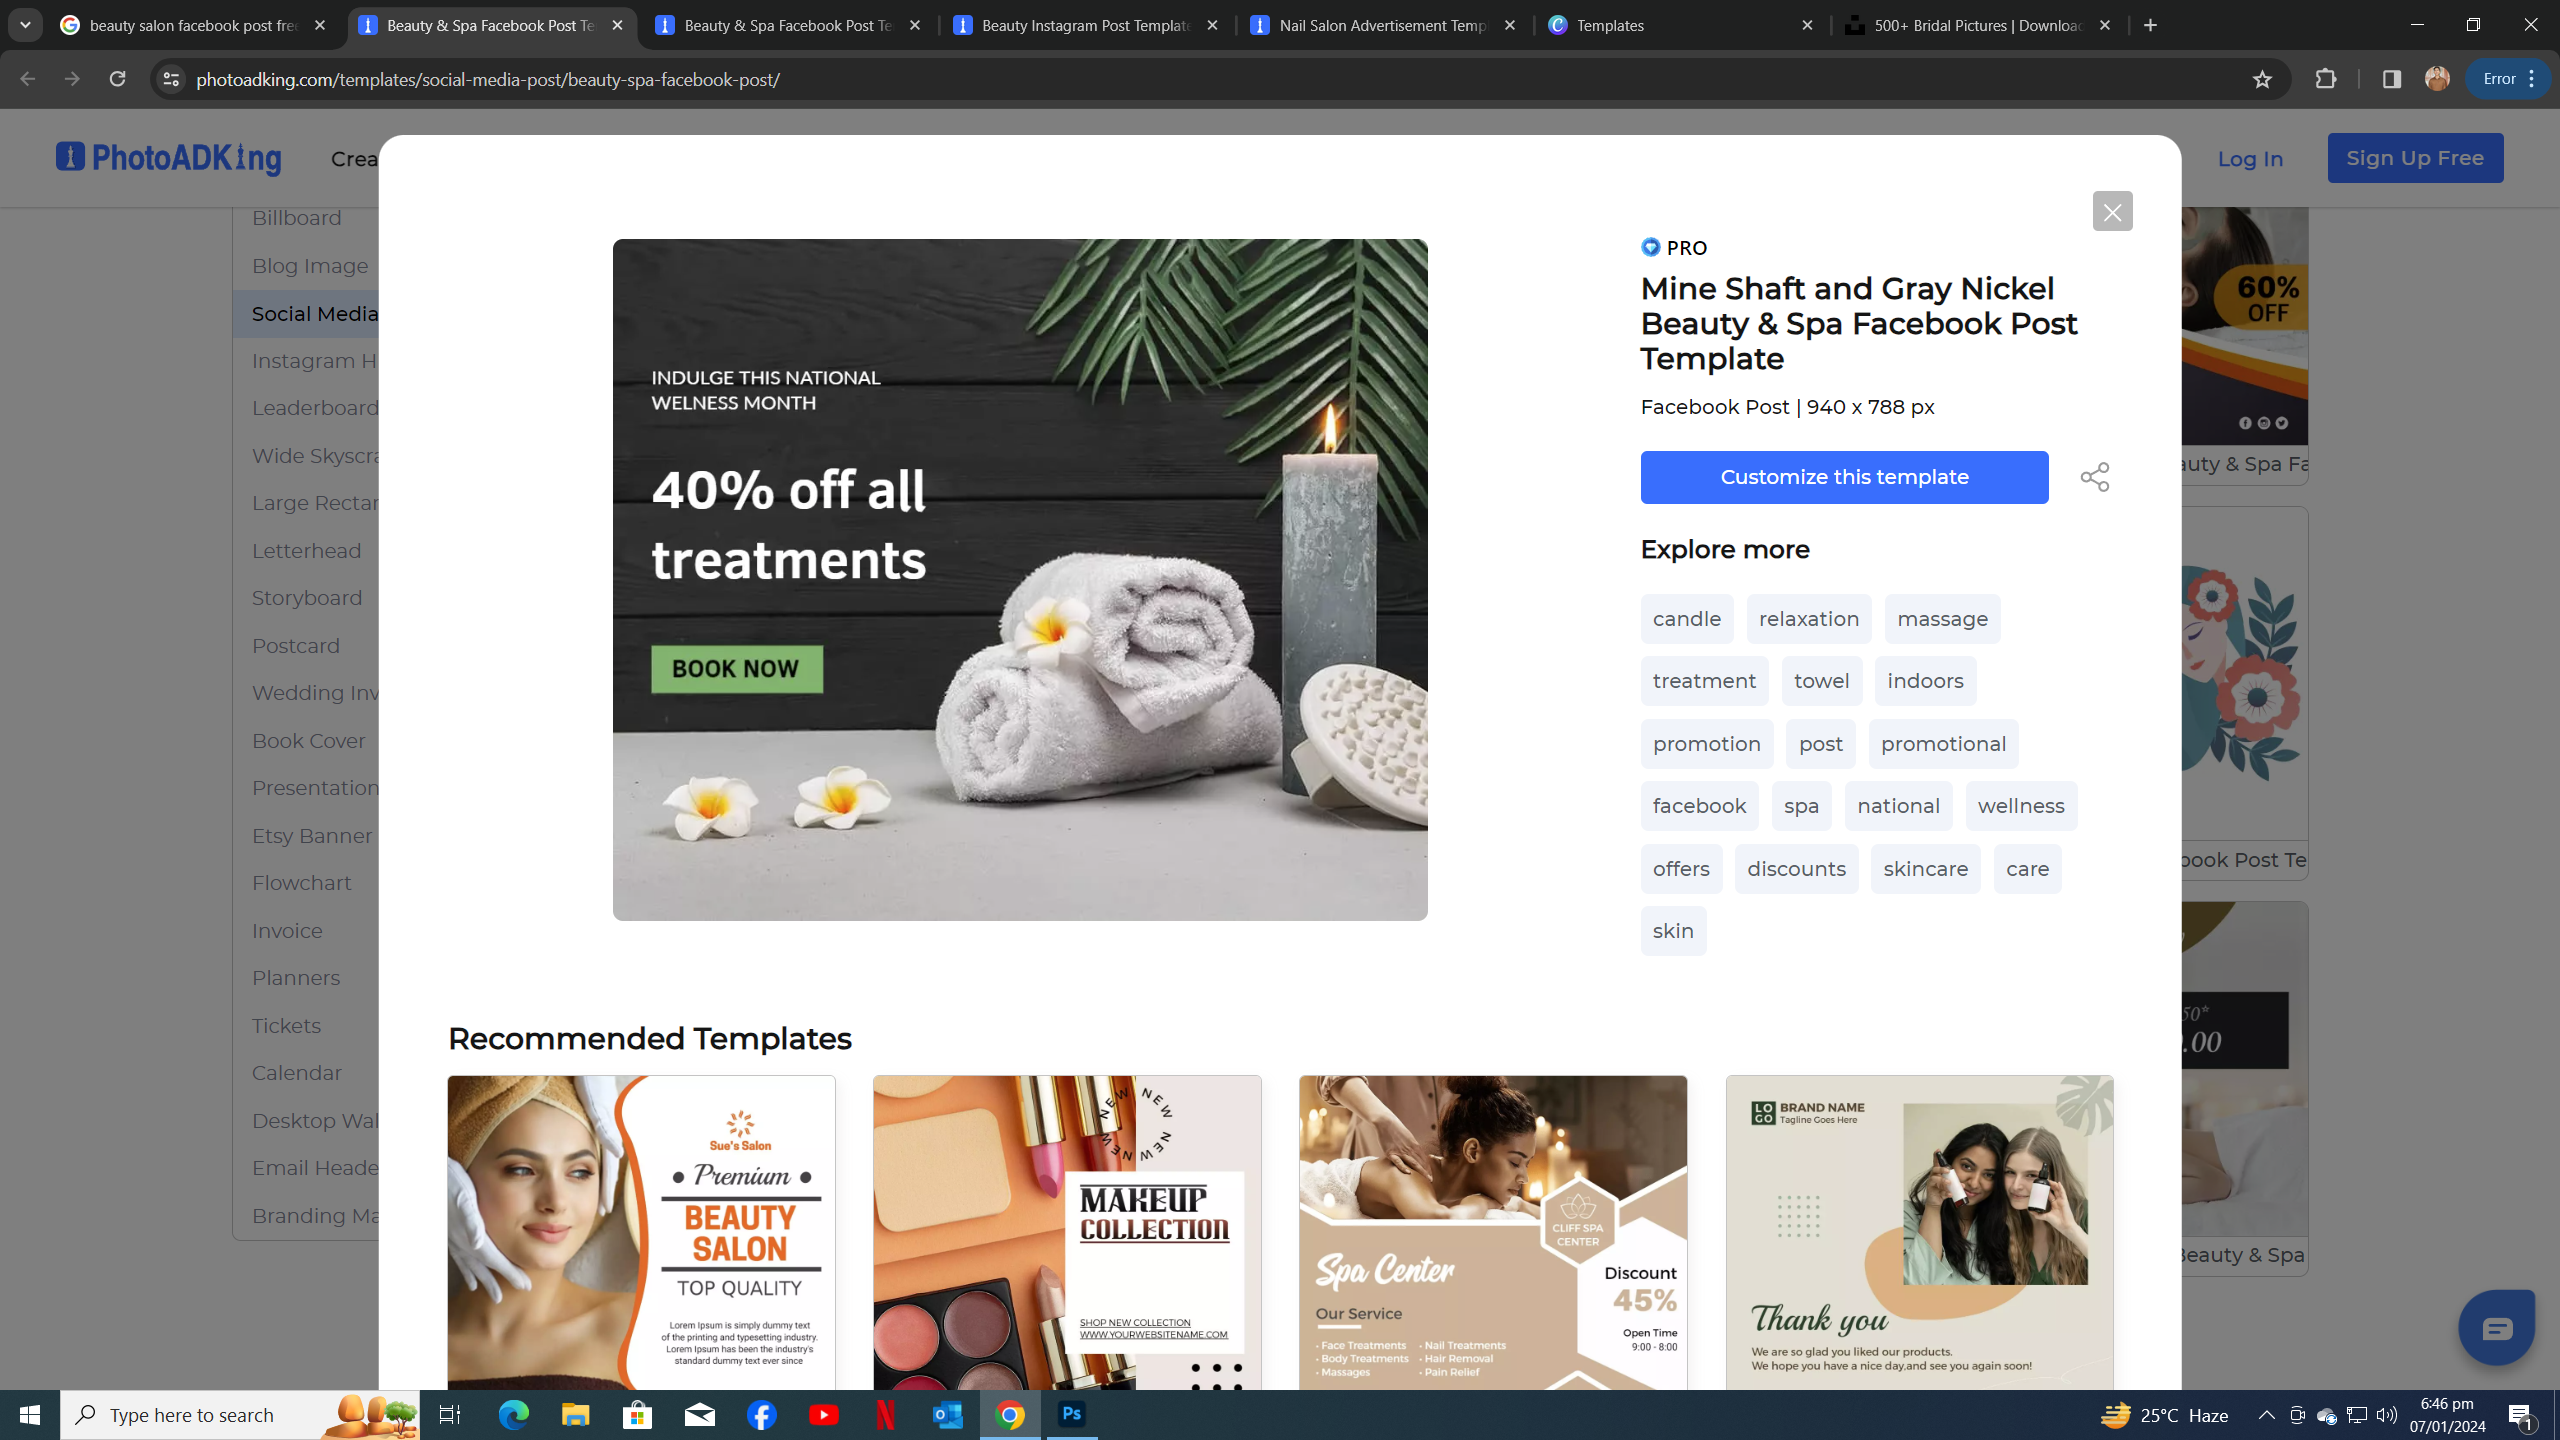 beauty salon facebook post free
Beauty & Spa Facebook Post Te
Beauty & Spa Facebook Post Te
Beauty Instagram Post Template
Nail Salon Advertisement Templ
Templates
500+ Bridal Pictures | Download
photoadking.com/templates/social-media-post/beauty-spa-facebook-post/
Error
PhotoADKing
Crea
Log In
Sign Up Free
Billboard
Blog Image
Social Media
Instagram H
Leaderboard
Wide Skyscra
Large Rectan
Letterhead
Storyboard
Postcard
Wedding Inv
Book Cover
Presentation
Etsy Banner
Flowchart
Invoice
Planners
Tickets
Calendar
Desktop Wal
Email Heade
Branding Ma
INDULGE THIS NATIONAL
WELNESS MONTH
40% off all
treatments
BOOK NOW
PRO
Mine Shaft and Gray Nickel
Beauty & Spa Facebook Post
Template
Facebook Post | 940 x 788 px
Customize this template
Explore more
candle relaxation massage
treatment towel indoors
promotion post promotional
facebook spa national wellness
offers discounts skincare care
skin
60%
OFF
auty & Spa Fa
book Post Te
50*
0.00
Beauty & Spa
Recommended Templates
Sue's Salon
Premium
BEAUTY
SALON
TOP QUALITY
Lorem Ipsum is simply dummy text
of the printing and typesetting industry.
Lorem Ipsum has been the industry's
standard dummy text ever since
NEW NEW NEW NEW
MAKEUP
COLLECTION
SHOP NEW COLLECTION
WWW.YOURWEBSITENAME.COM
CLIFF SPA
CENTER
Spa Center
Our Service
• Face Treatments • Nail Treatments
• Body Treatments • Hair Removal
• Massages • Pain Relief
Discount
45%
Open Time
9:00 - 8:00
LO
GO
BRAND NAME
Tagline Goes Here
Thank you
We are so glad you liked our products.
We hope you have a nice day,and see you again soon!
Type here to search
Ps
25°C Haze
6:46 pm
07/01/2024
1